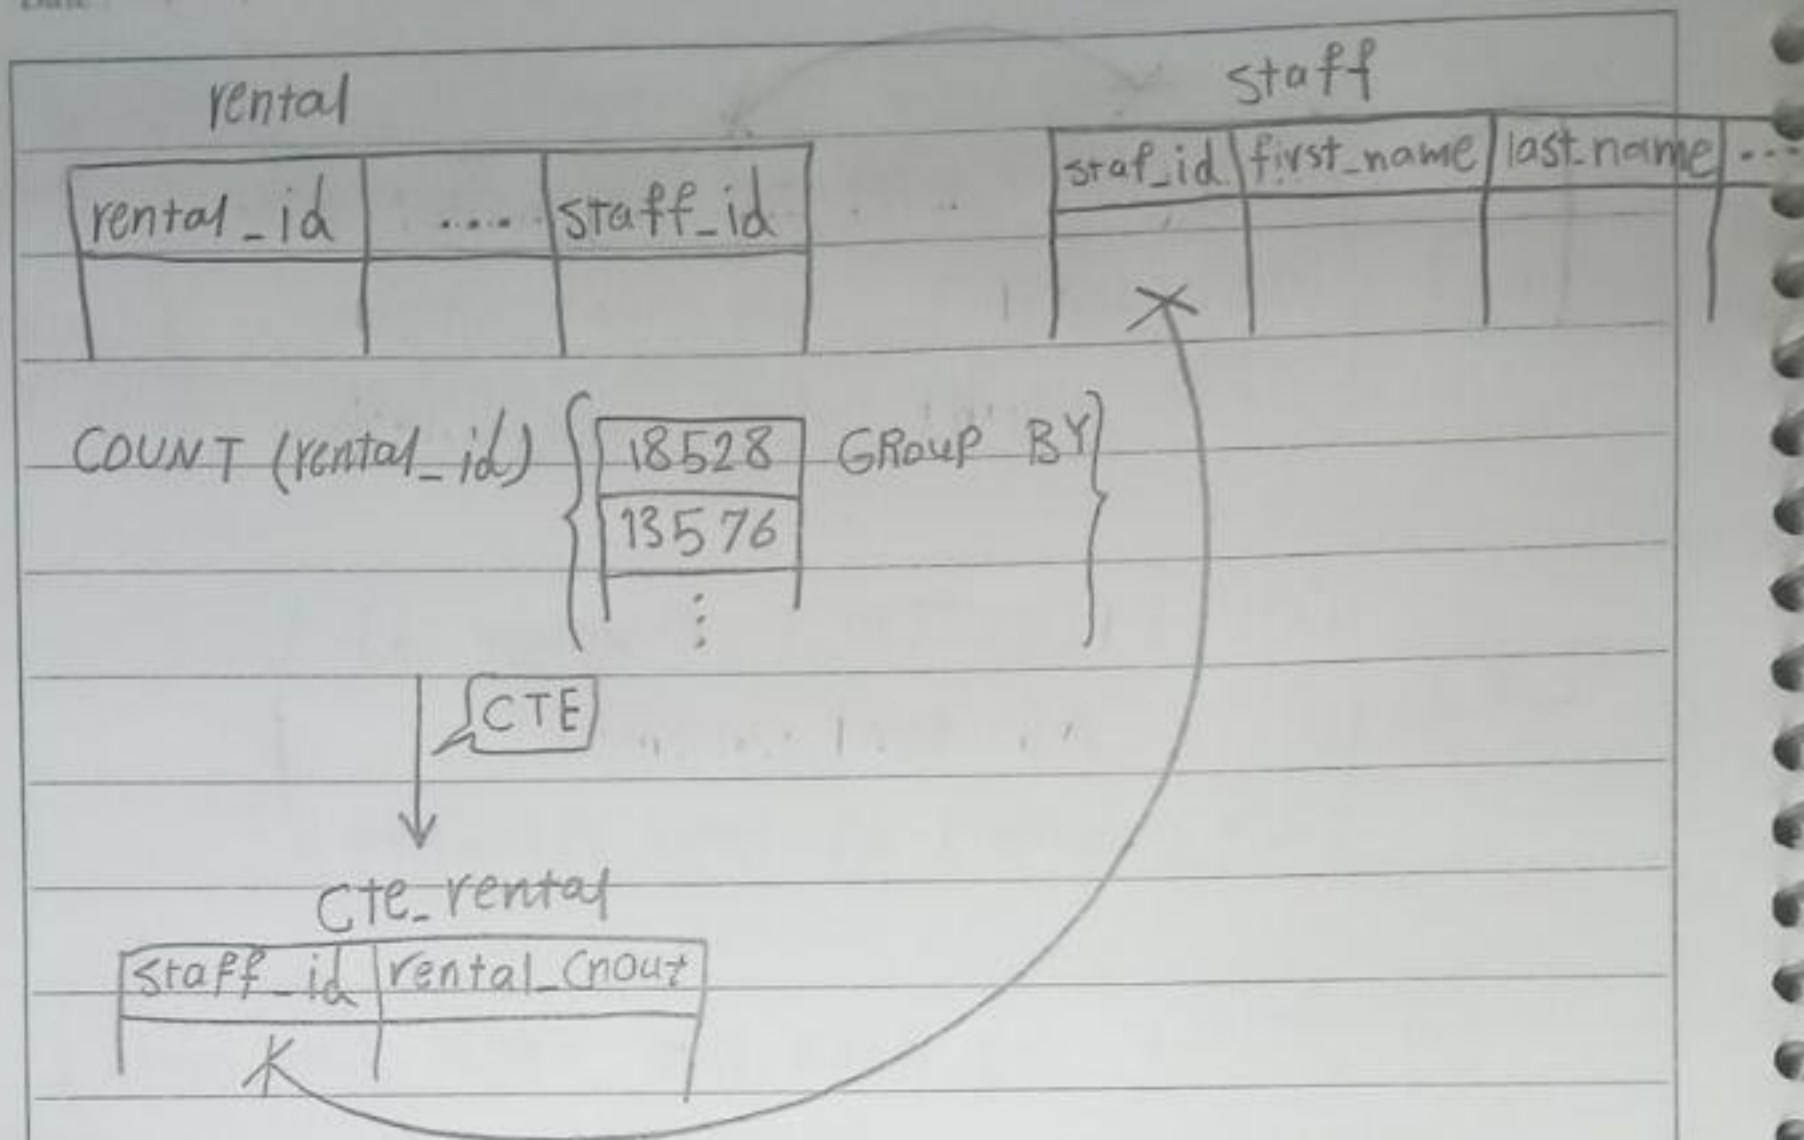 rental
staff
rental_id .... staff_id
staf_id first_name last_name ...
COUNT (rental_id) 18528 GROUP BY
13576
CTE
cte_rental
staff_id rental_cnout